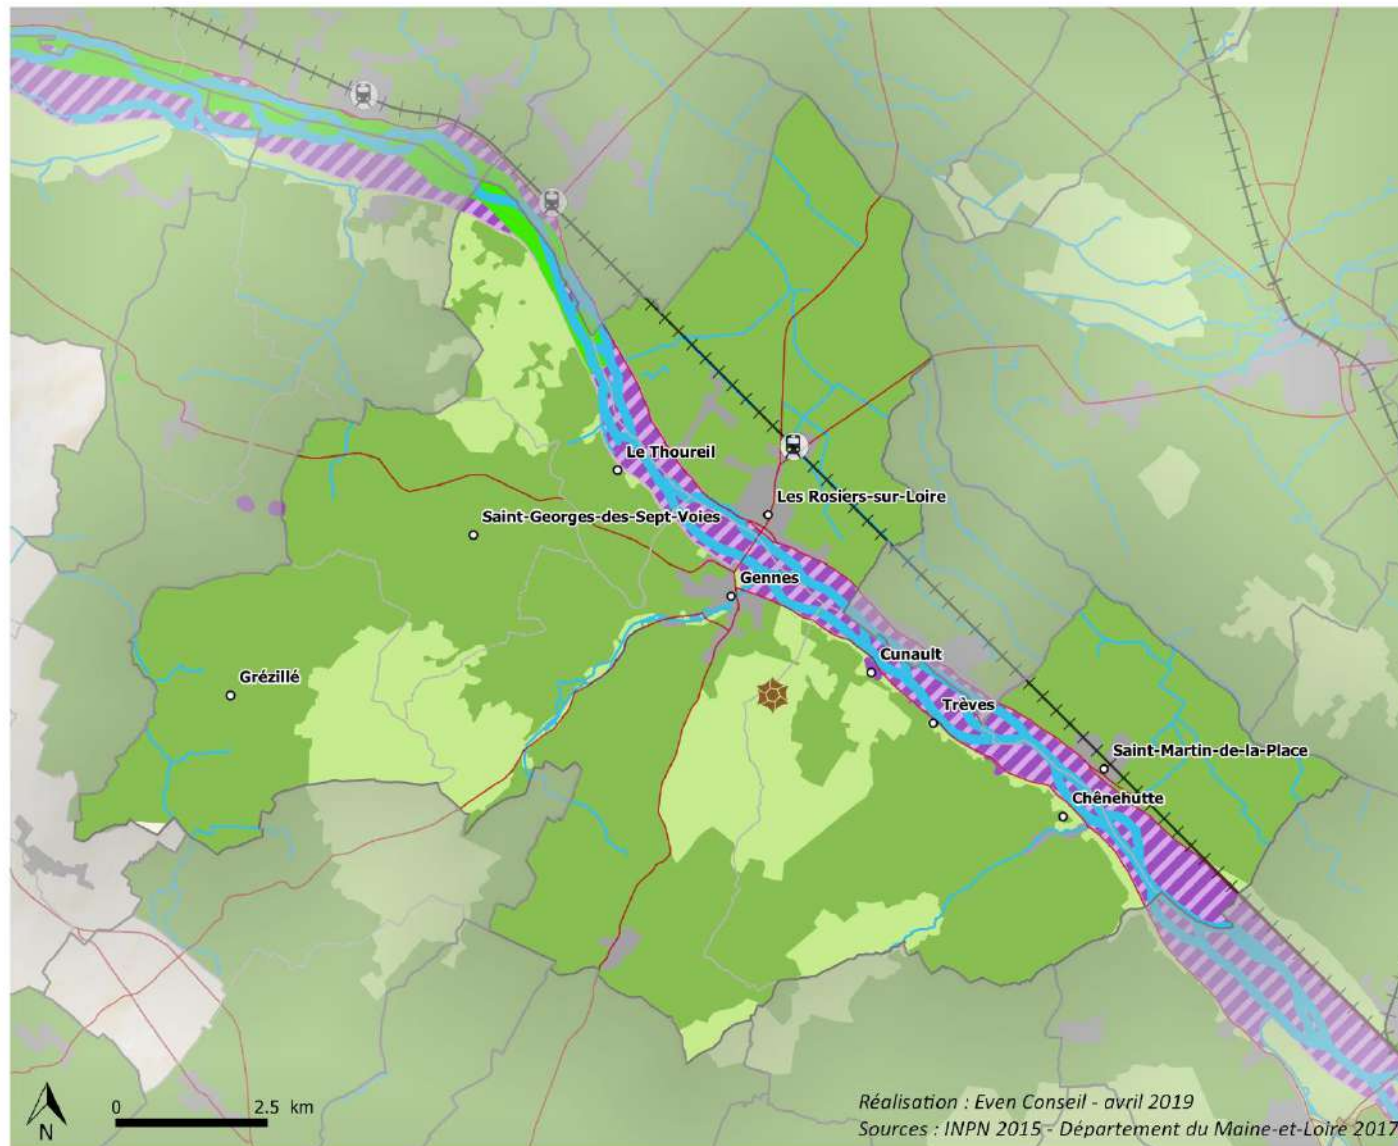 Le Thoureil
Les Rosiers-sur-Loire
Saint-Georges-des-Sept-Voies
Gennes
Cunault
Grézillé
Trèves
Saint-Martin-de-la-Place
Chênehutte
0 2.5 km
N
Réalisation : Even Conseil - avril 2019
Sources : INPN 2015 - Département du Maine-et-Loire 2017